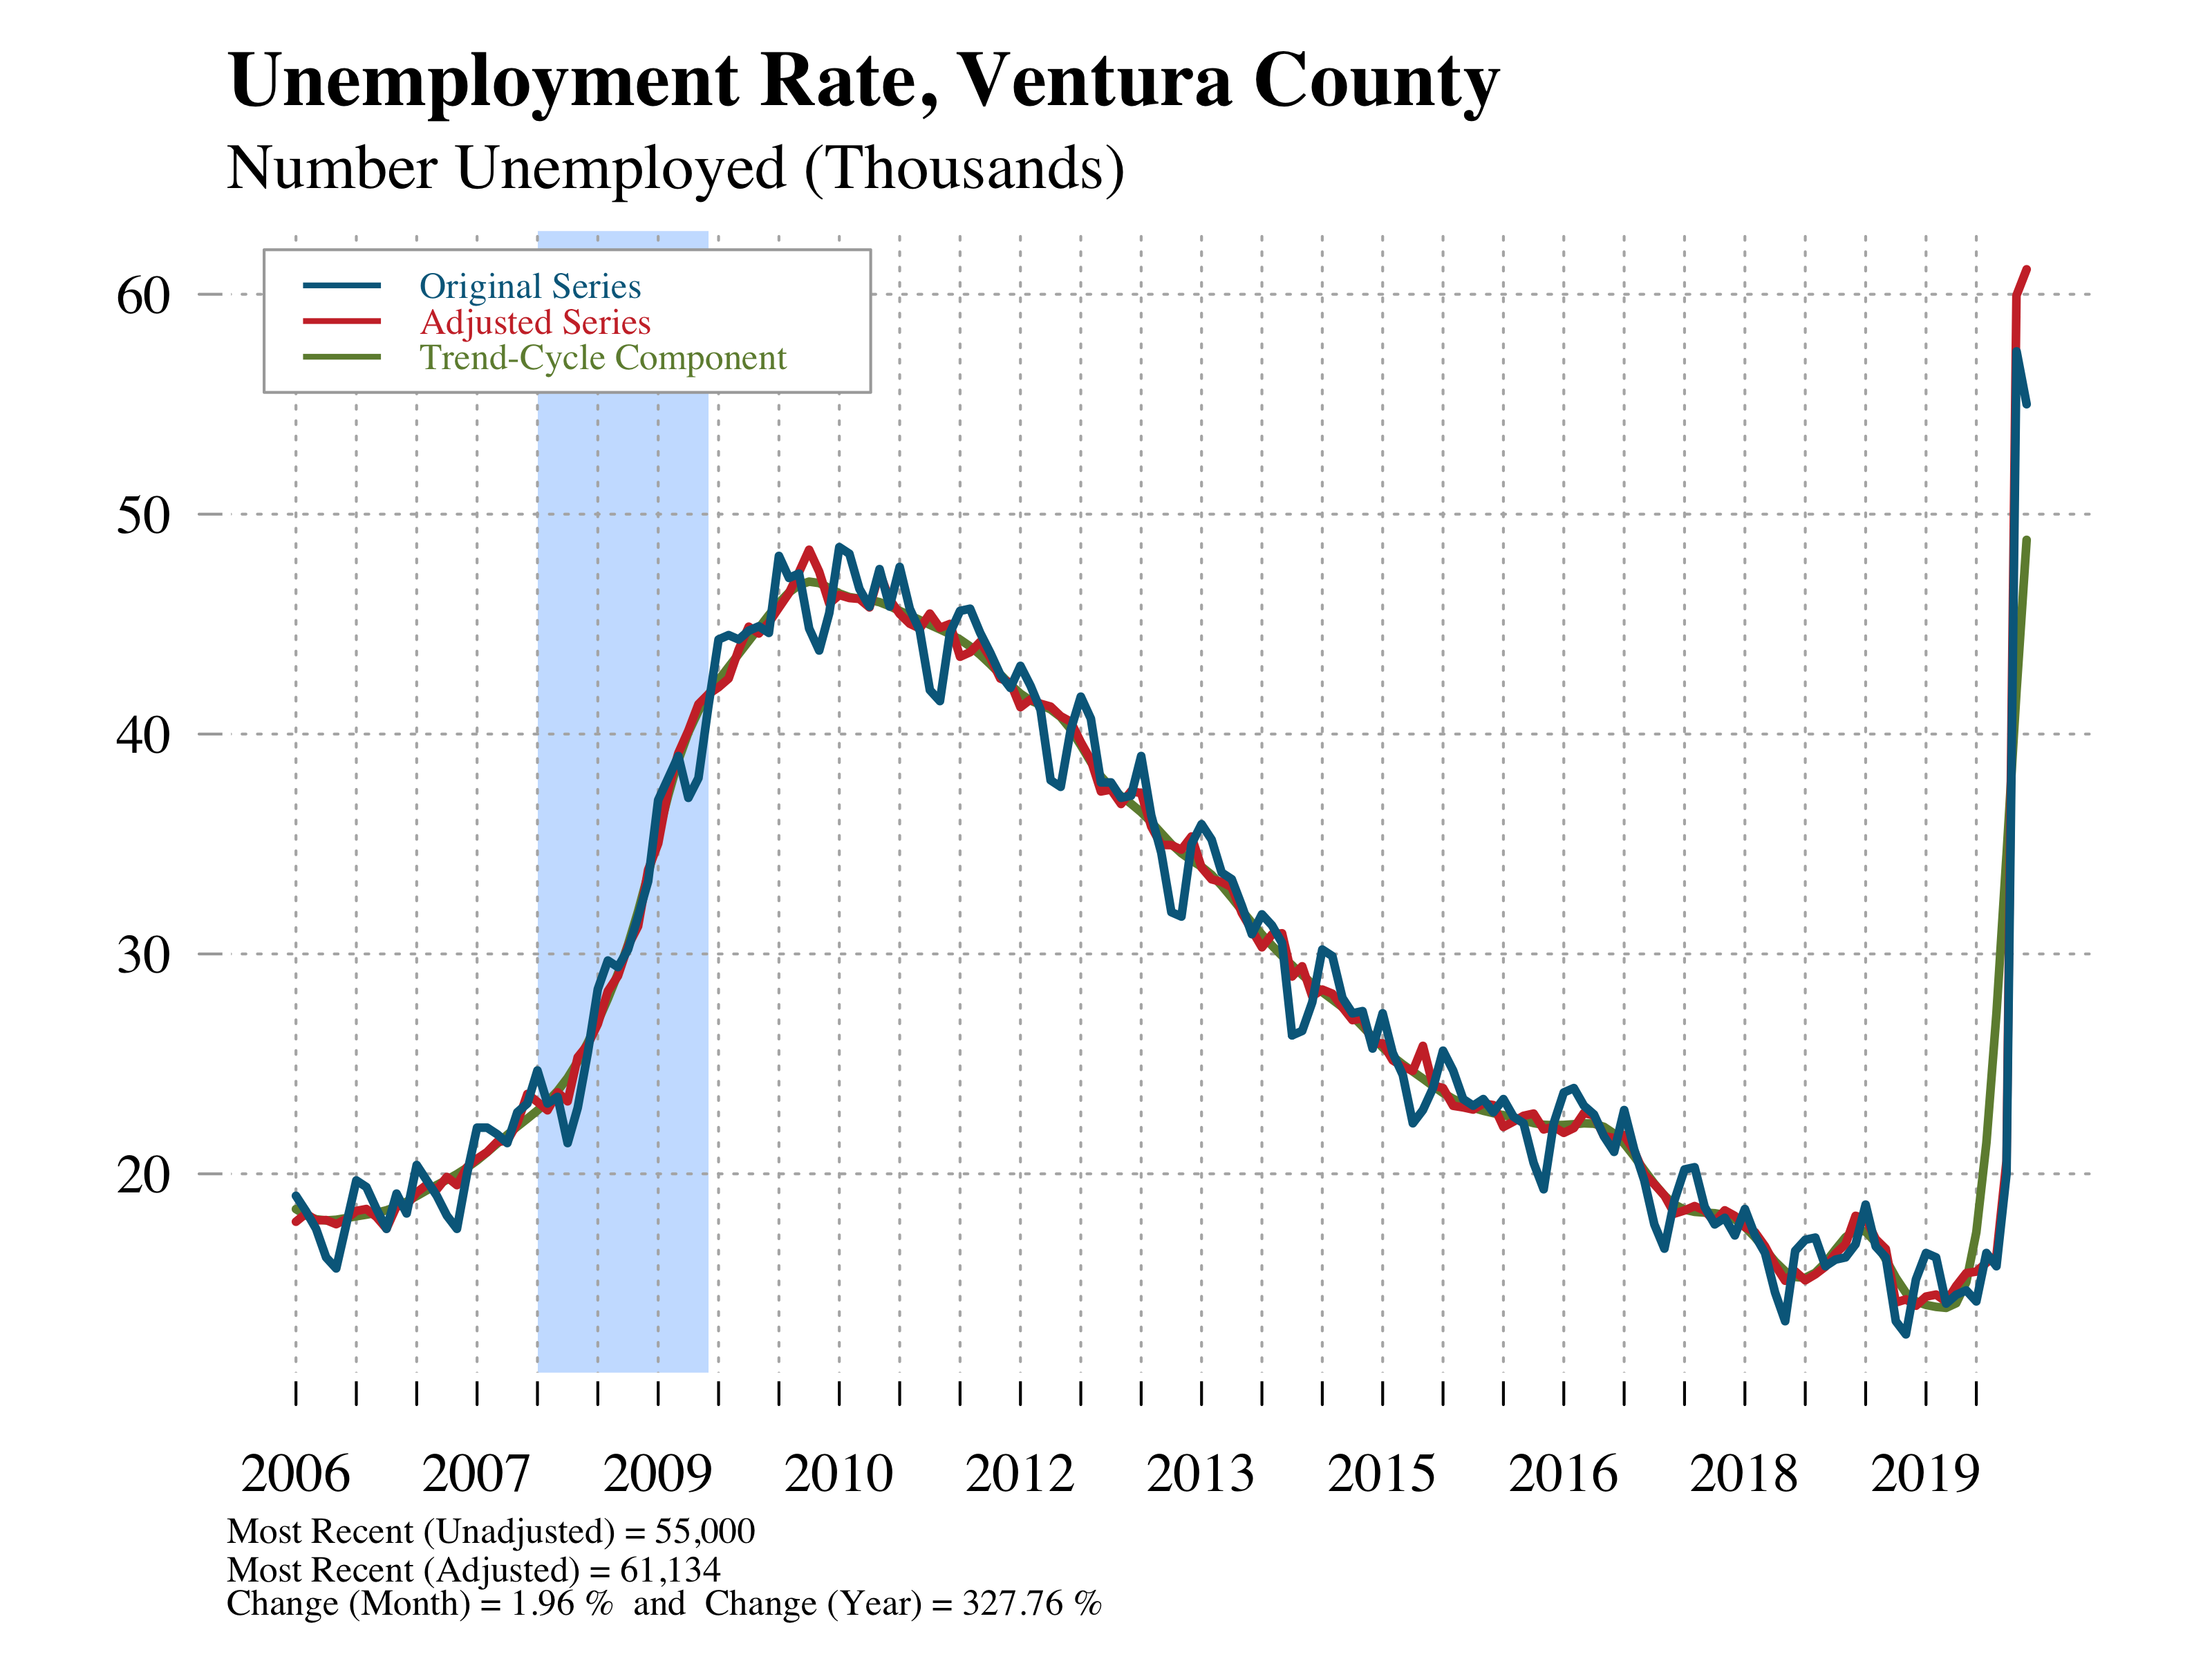 Unemployment Rate, Ventura County
Number Unemployed (Thousands)
Original Series
Adjusted Series
Trend-Cycle Component
60
50
40
30
20
2006 2007 2009 2010 2012 2013 2015 2016 2018 2019
Most Recent (Unadjusted) = 55,000
Most Recent (Adjusted) = 61,134
Change (Month) = 1.96 % and Change (Year) = 327.76 %